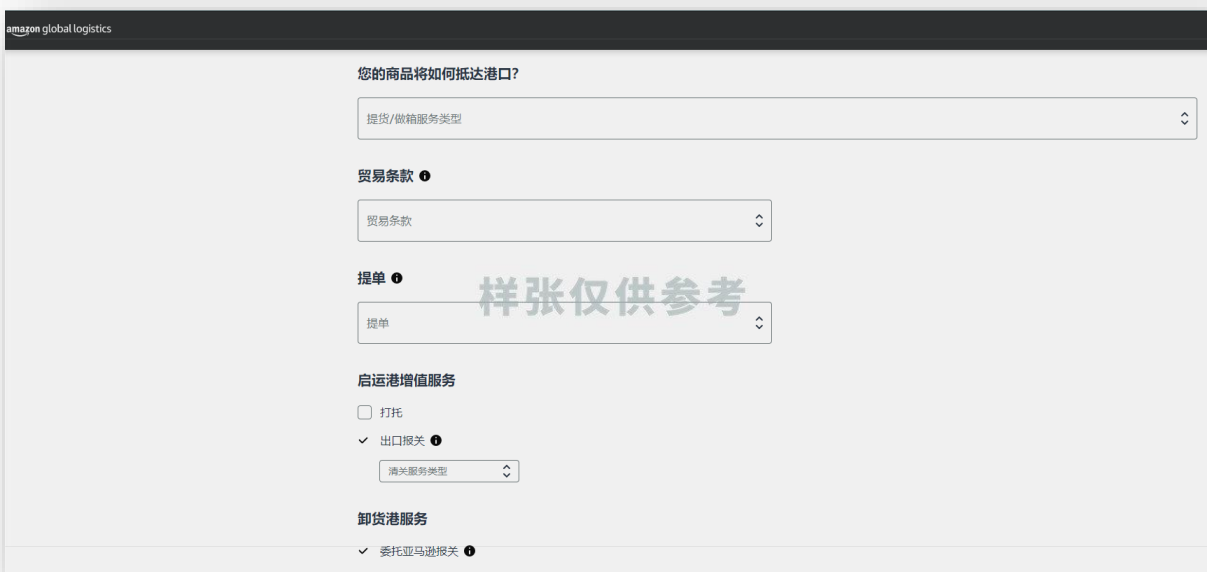 amazon global logistics
您的商品将如何抵达港口?
提货/做箱服务类型
贸易条款
贸易条款
提单
样张仅供参考
提单
启运港增值服务
打托
出口报关
清关服务类型
卸货港服务
委托亚马逊报关